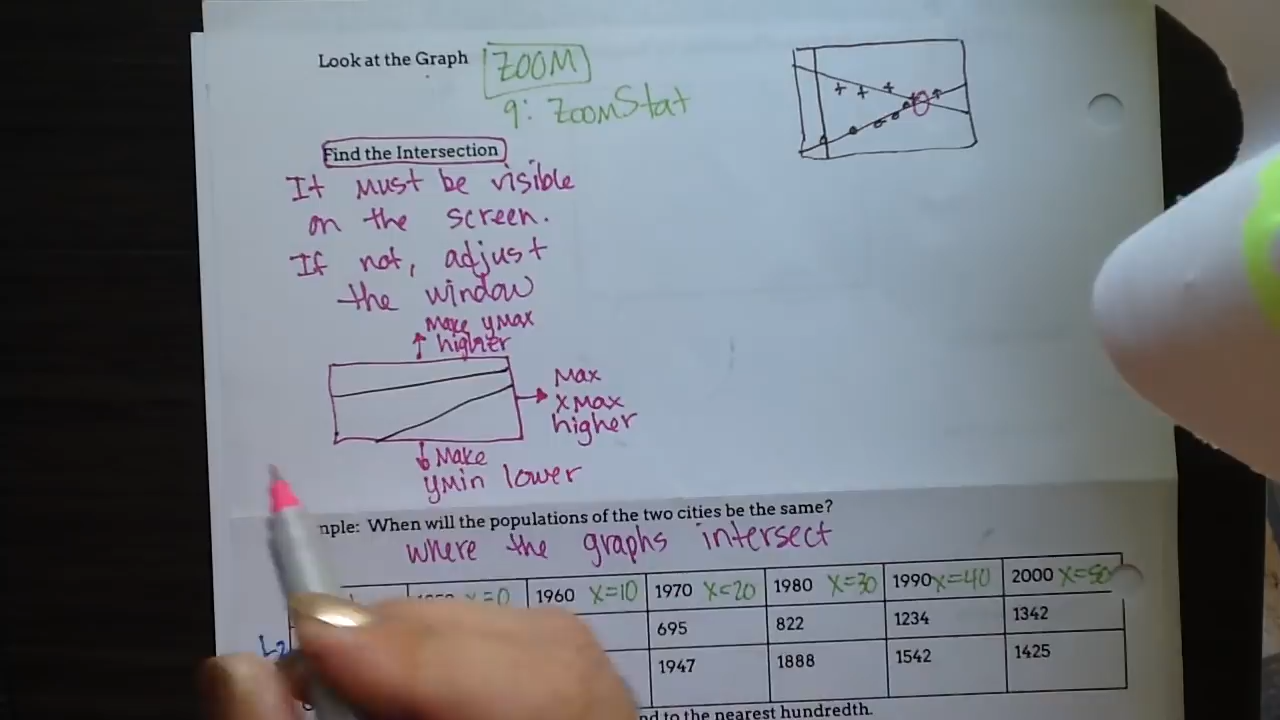 Look at the Graph ZOOM
9: ZoomStat
Find the Intersection
It must be visible
on the screen.
If not, adjust
the window
Make yMax
higher
Max
xMax
higher
Make
yMin lower
mple: When will the populations of the two cities be the same?
where the graphs intersect
x=0 1960 x=10 1970 x=20 1980 x=30 1990 x=40 2000 x=50
695 822 1234 1342
L2
1947 1888 1542 1425
nd to the nearest hundredth.